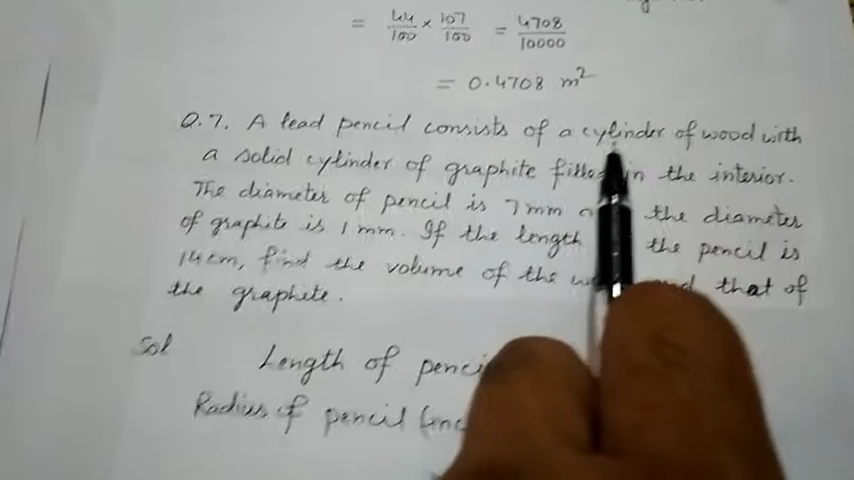 = 44/100 × 107/100 = 4708/10000
= 0.4708 m²
Q.7. A lead pencil consists of a cylinder of wood with
a solid cylinder of graphite filled in the interior.
The diameter of pencil is 7mm the diameter
of graphite is 1 mm. If the length the pencil is
14 cm, find the volume of the that of
the graphite.
Sol
Length of
Radius of pencil